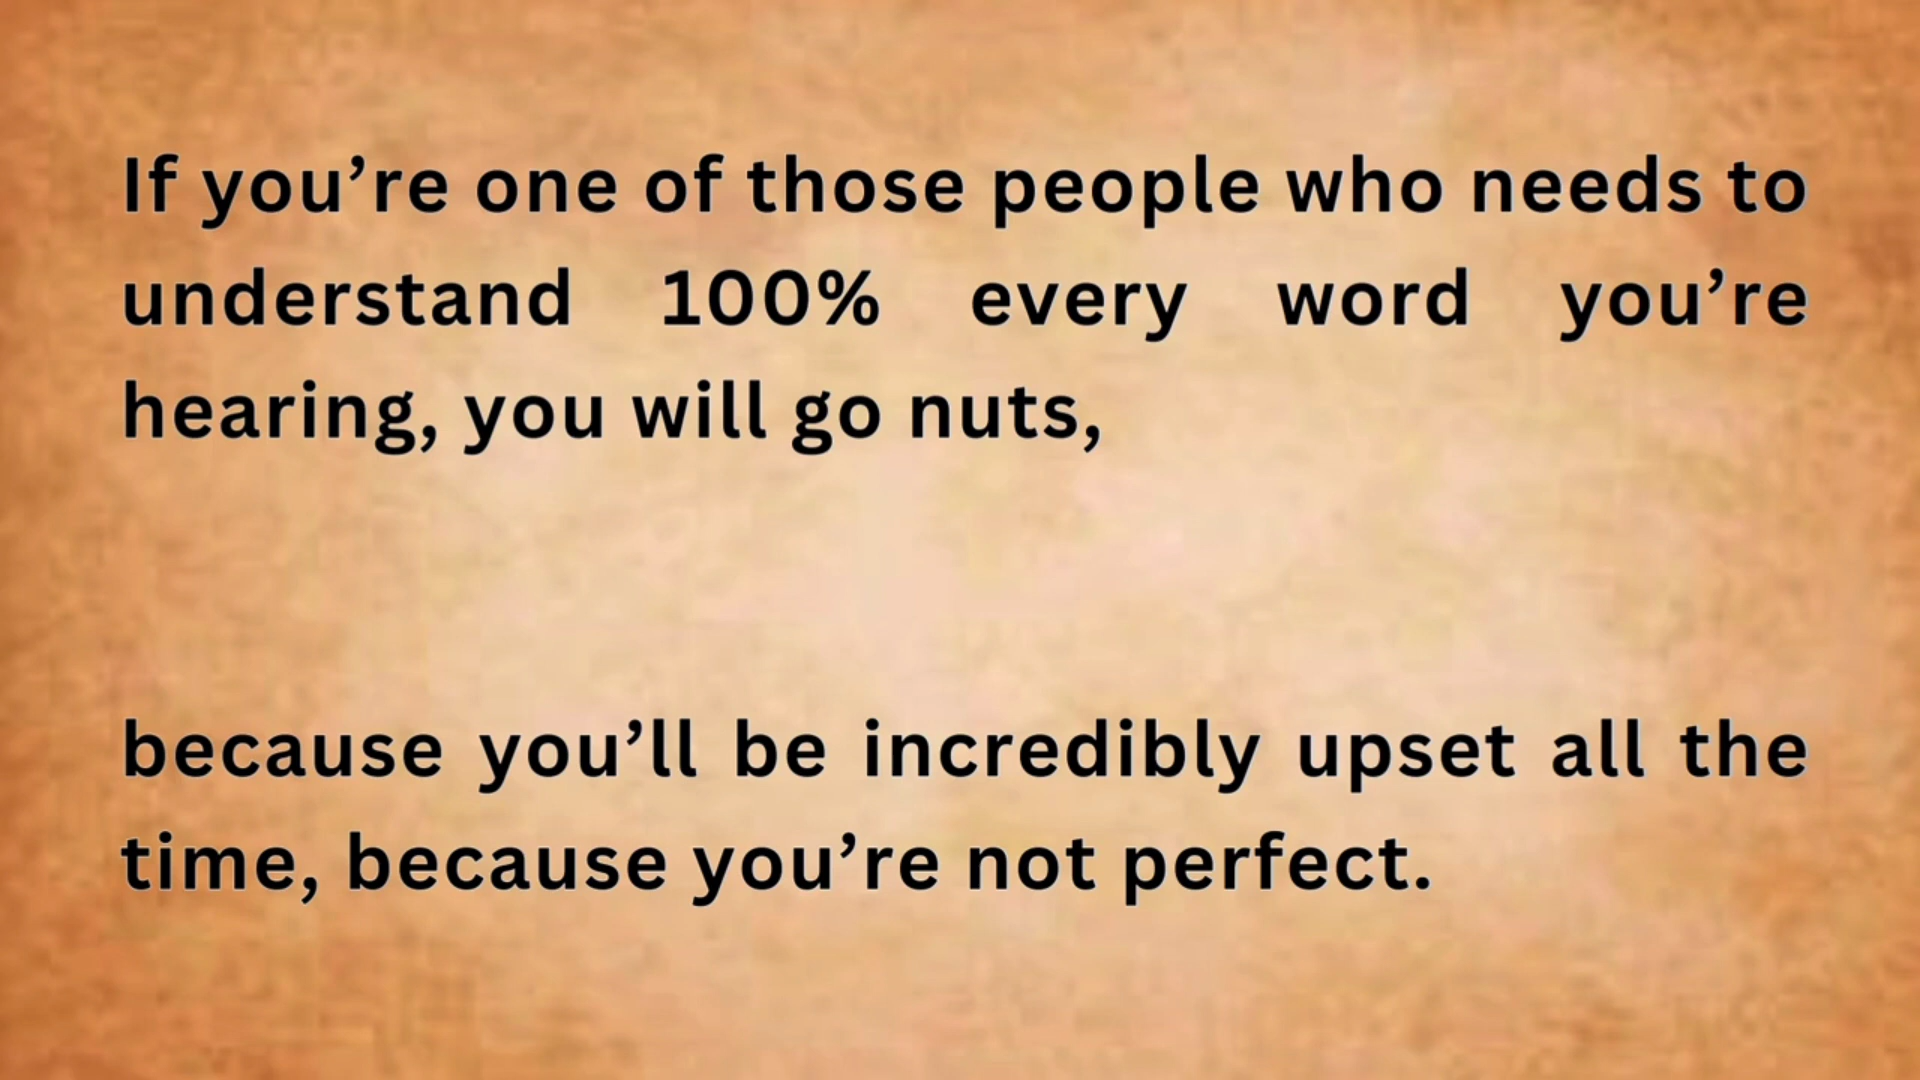 If you’re one of those people who needs to
understand 100% every word you’re
hearing, you will go nuts,
because you’ll be incredibly upset all the
time, because you’re not perfect.